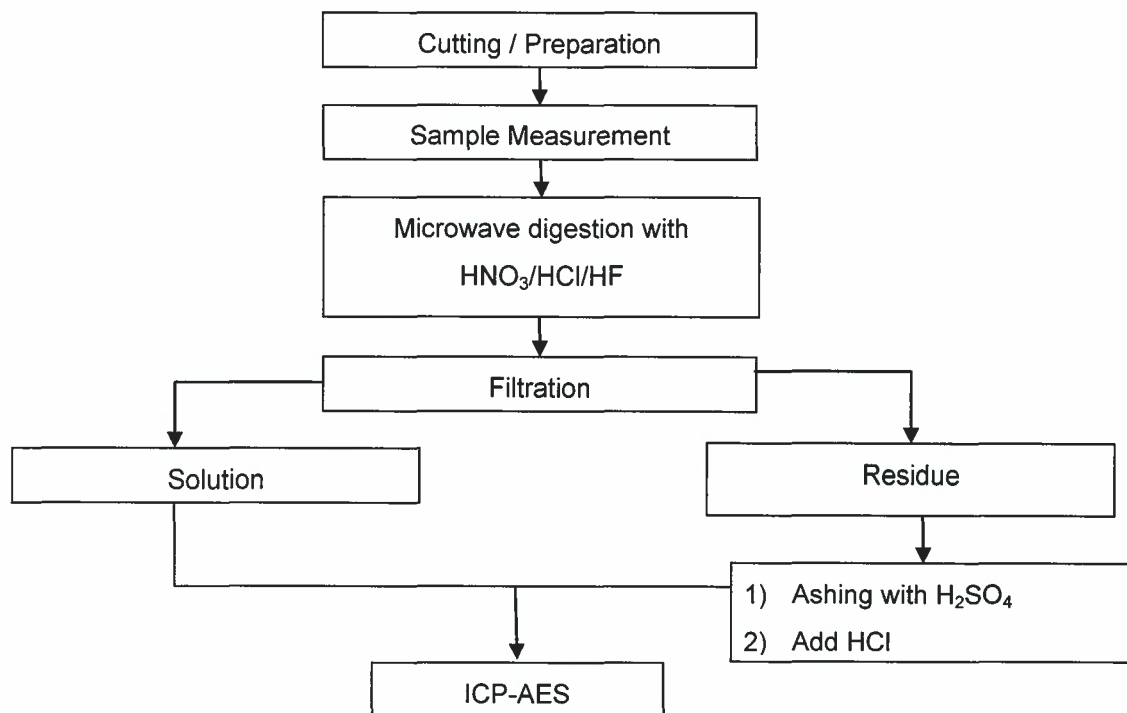 Cutting / Preparation
Sample Measurement
Microwave digestion with
HNO₃/HCl/HF
Filtration
Solution
Residue
1) Ashing with H₂SO₄
2) Add HCl
ICP-AES